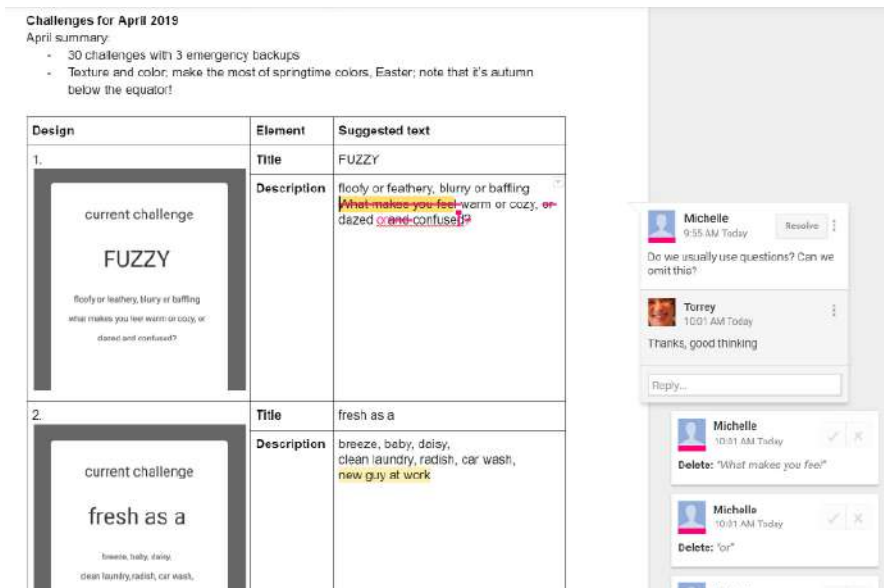 Challenges for April 2019
April summary:
- 30 challenges with 3 emergency backups
- Texture and color; make the most of springtime colors, Easter; note that it's autumn
below the equator!
Design Element Suggested text
1. Title FUZZY
Description floofy or feathery, blurry or baffling
What makes you feel warm or cozy, or
dazed orand confused?
current challenge
FUZZY
floofy or feathery, blurry or baffling
what makes you feel warm or cozy, or
dazed and confused?
2. Title fresh as a
Description breeze, baby, daisy,
clean laundry, radish, car wash,
new guy at work
current challenge
fresh as a
breeze, baby, daisy,
clean laundry, radish, car wash,
Michelle
9:55 AM Today
Resolve
Do we usually use questions? Can we
omit this?
Torrey
10:01 AM Today
Thanks, good thinking
Reply...
Michelle
10:01 AM Today
Delete: "What makes you feel"
Michelle
10:01 AM Today
Delete: "or"